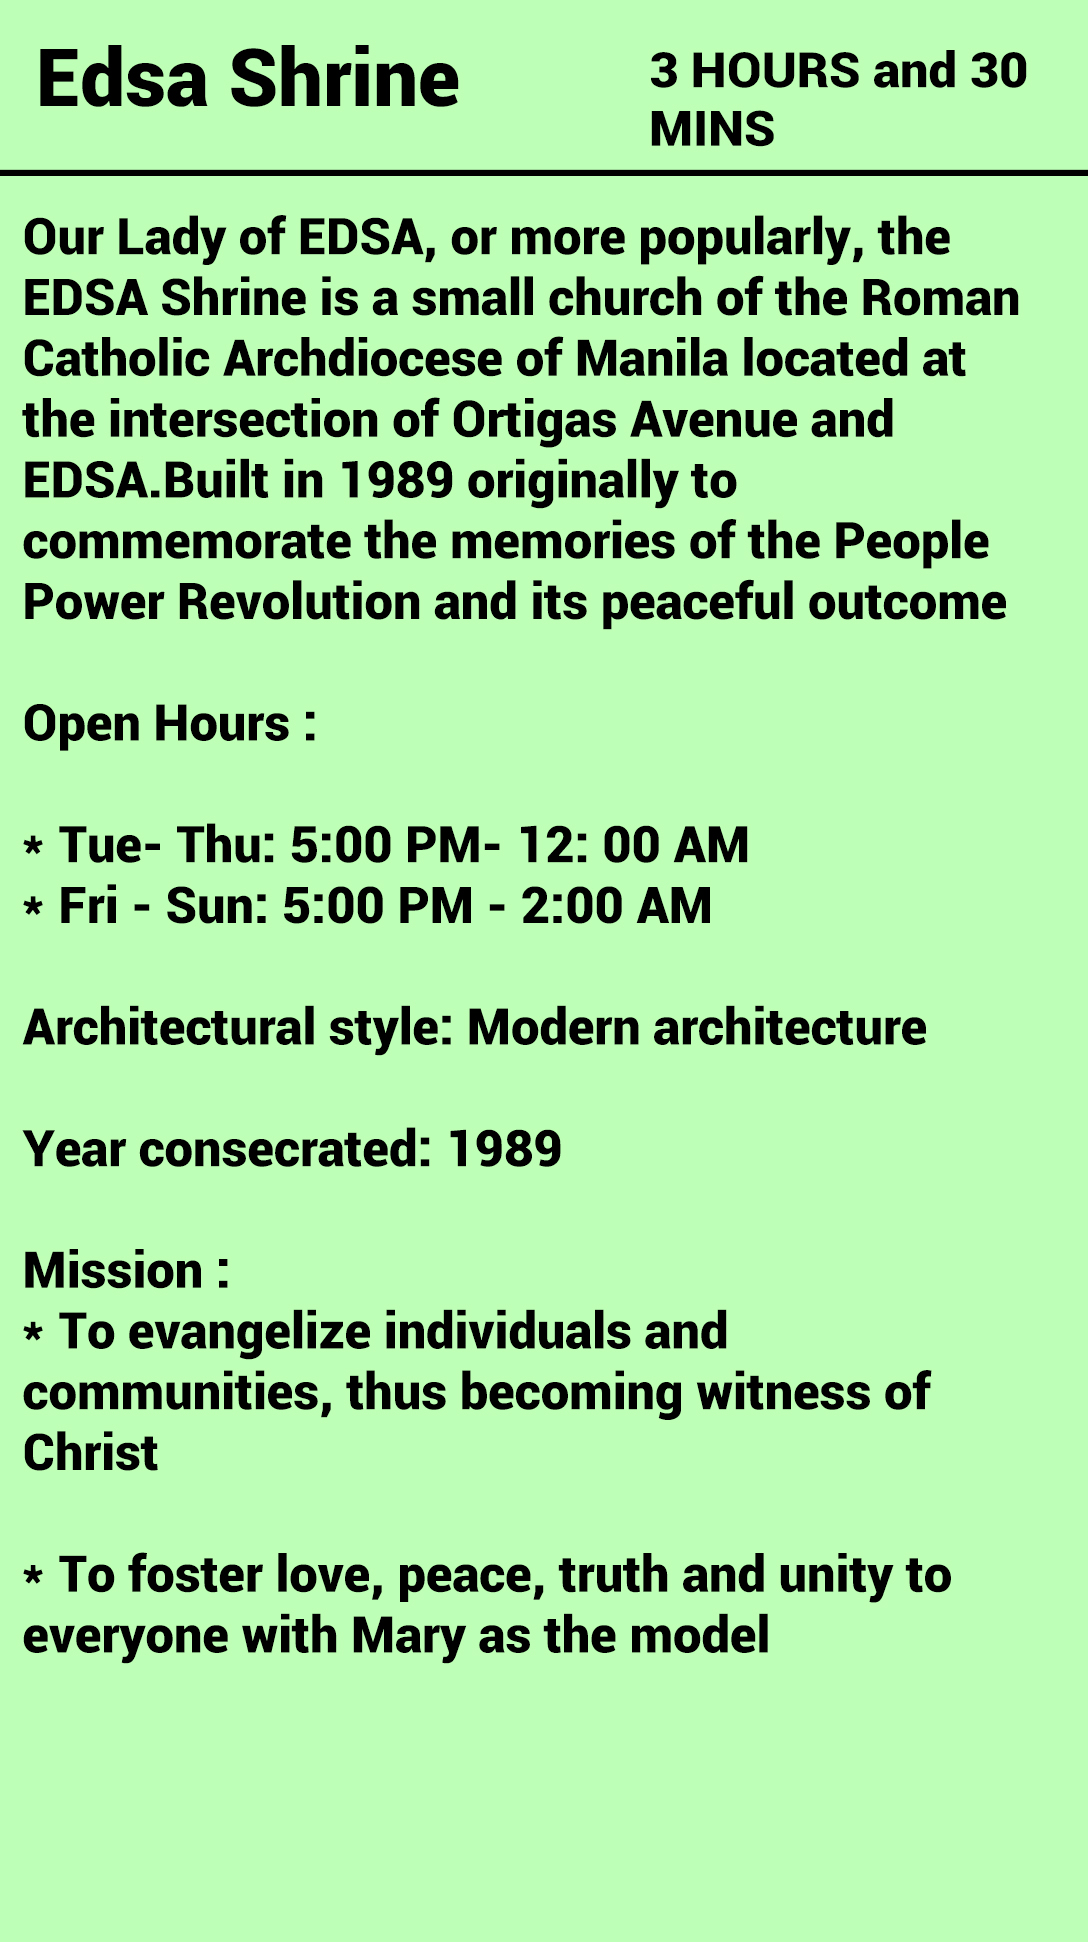 Edsa Shrine
3 HOURS and 30
MINS
Our Lady of EDSA, or more popularly, the
EDSA Shrine is a small church of the Roman
Catholic Archdiocese of Manila located at
the intersection of Ortigas Avenue and
EDSA.Built in 1989 originally to
commemorate the memories of the People
Power Revolution and its peaceful outcome
Open Hours :
* Tue- Thu: 5:00 PM- 12: 00 AM
* Fri - Sun: 5:00 PM - 2:00 AM
Architectural style: Modern architecture
Year consecrated: 1989
Mission :
* To evangelize individuals and
communities, thus becoming witness of
Christ
* To foster love, peace, truth and unity to
everyone with Mary as the model